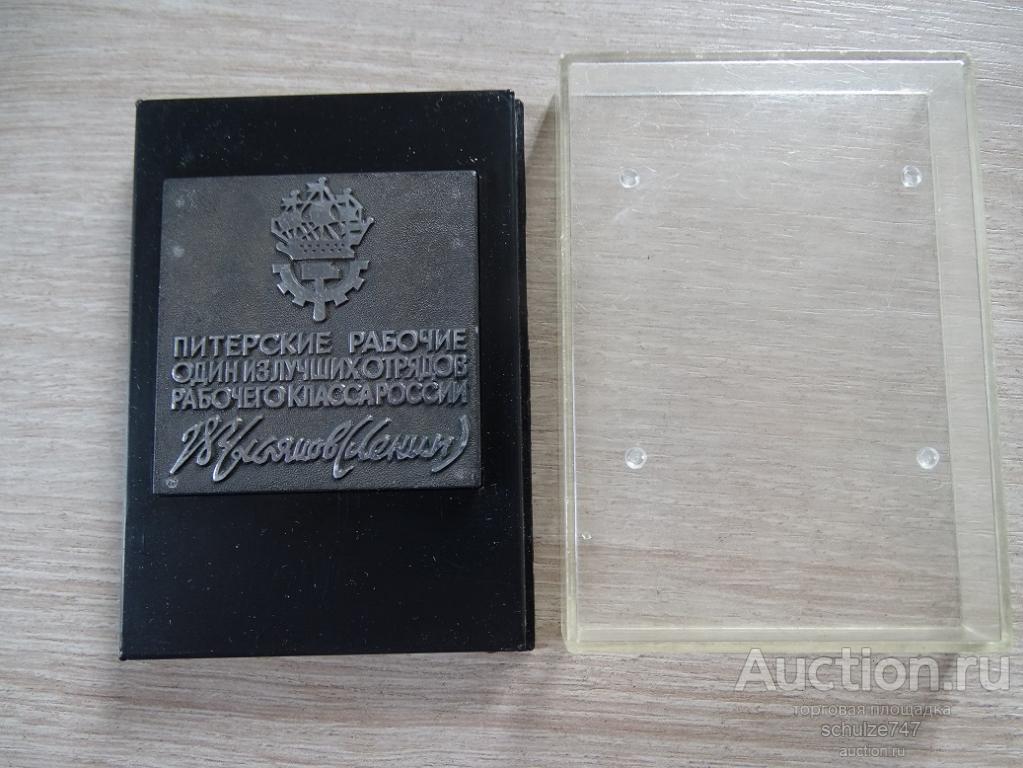 ПИТЕРСКИЕ РАБОЧИЕ
ОДИН ИЗ ЛУЧШИХ ОТРЯДОВ
РАБОЧЕГО КЛАССА РОССИИ
В Ульянов (Ленин)
Auction.ru
торговая площадка
schulze747
auction.ru